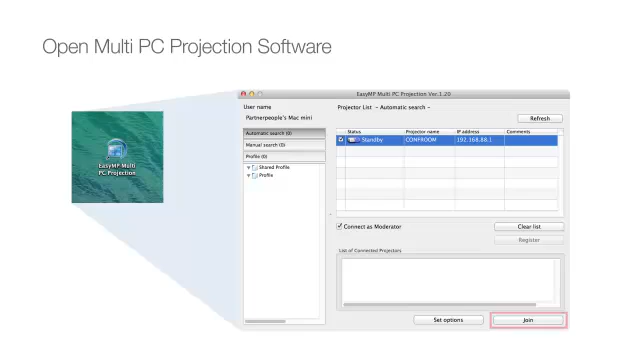 Open Multi PC Projection Software
EasyMP Multi
PC Projection
EasyMP Multi PC Projection Ver.1.20
User name
Partnerpeople's Mac mini
Automatic search (0)
Manual search (0)
Profile (0)
Shared Profile
Profile
Projector List - Automatic search -
Refresh
Status Projector name IP address Comments
Standby CONFROOM 192.168.88.1
Connect as Moderator
Clear list
Register
List of Connected Projectors
Set options
Join